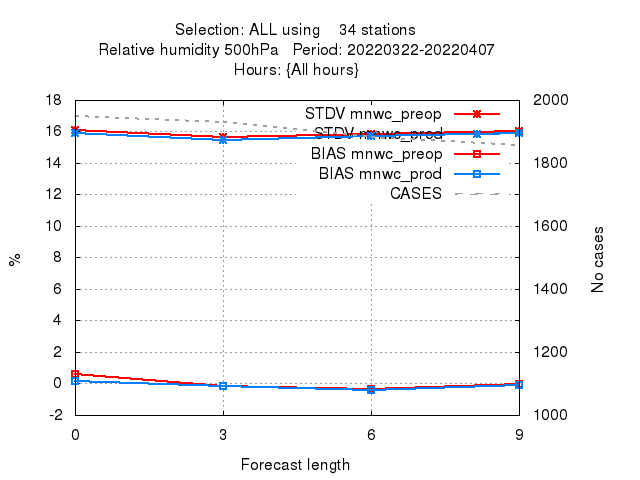 Selection: ALL using 34 stations
Relative humidity 500hPa Period: 20220322-20220407
Hours: {All hours}
STDV mnwc_preop
STDV mnwc_prod
BIAS mnwc_preop
BIAS mnwc_prod
CASES
18
16
14
12
10
8
6
4
2
0
-2
%
2000
1800
1600
1400
1200
1000
No cases
0 3 6 9
Forecast length